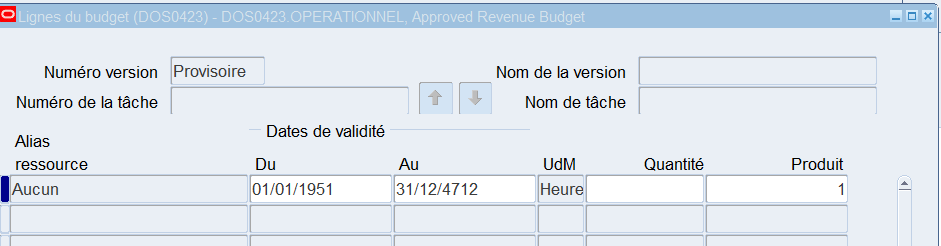 Lignes du budget (DOS0423) - DOS0423.OPERATIONNEL, Approved Revenue Budget
Numéro version Provisoire Nom de la version
Numéro de la tâche Nom de tâche
Dates de validité
Alias
ressource Du Au UdM Quantité Produit
Aucun 01/01/1951 31/12/4712 Heure 1